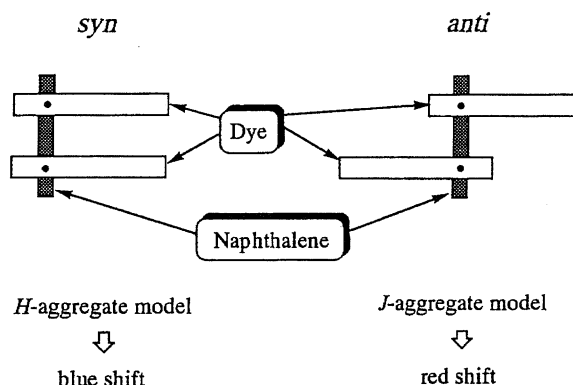 syn
anti
Dye
Naphthalene
H-aggregate model
J-aggregate model
blue shift
red shift